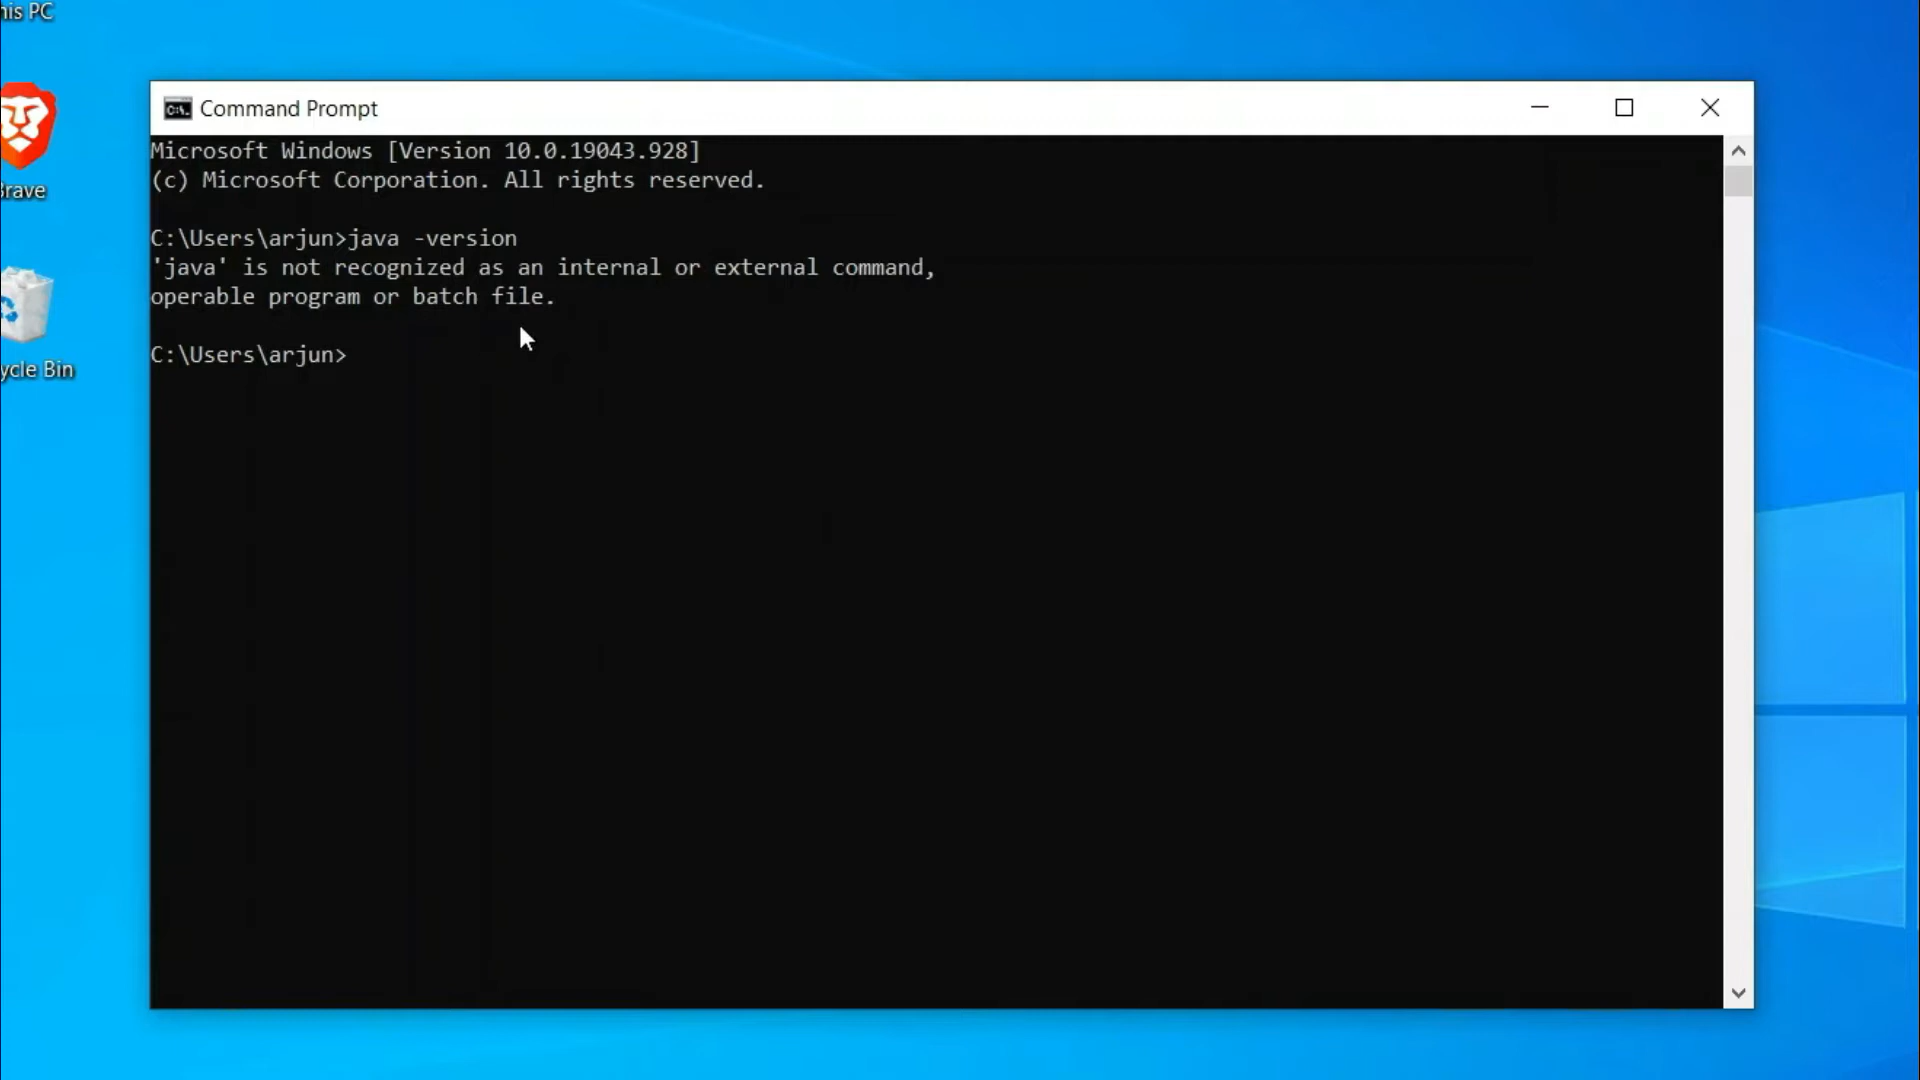 his PC
Brave
ycle Bin
Command Prompt
Microsoft Windows [Version 10.0.19043.928]
(c) Microsoft Corporation. All rights reserved.
C:\Users\arjun>java -version
'java' is not recognized as an internal or external command,
operable program or batch file.
C:\Users\arjun>